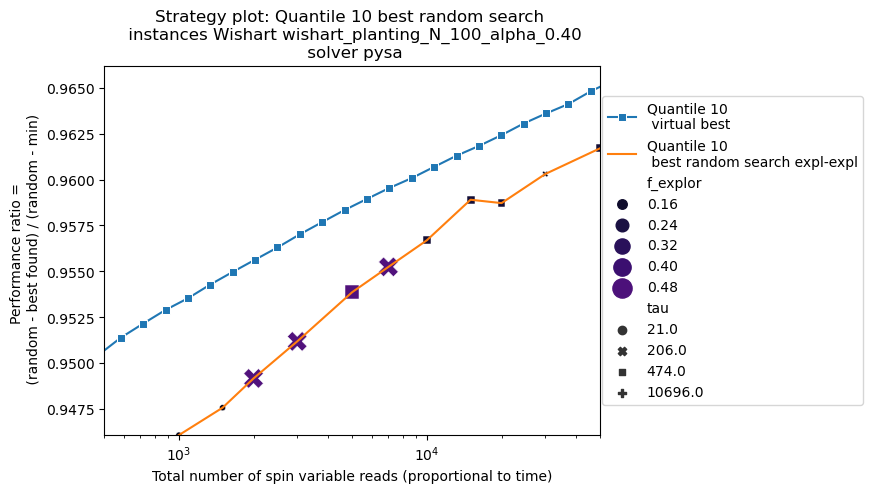 Strategy plot: Quantile 10 best random search
instances Wishart wishart_planting_N_100_alpha_0.40
solver pysa
Performance ratio =
(random - best found) / (random - min)
0.9650
0.9625
0.9600
0.9575
0.9550
0.9525
0.9500
0.9475
10³
10⁴
Total number of spin variable reads (proportional to time)
Quantile 10
virtual best
Quantile 10
best random search expl-expl
f_explor
0.16
0.24
0.32
0.40
0.48
tau
21.0
206.0
474.0
10696.0